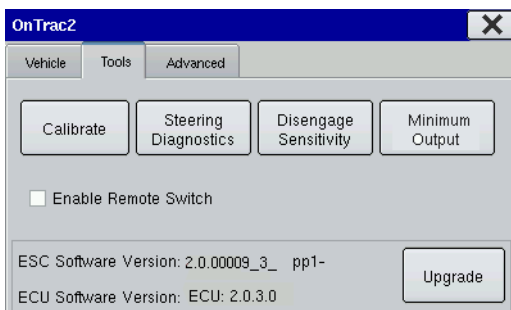 OnTrac2
Vehicle Tools Advanced
Calibrate
Steering
Diagnostics
Disengage
Sensitivity
Minimum
Output
Enable Remote Switch
ESC Software Version: 2.0.00009_3_ pp1-
ECU Software Version: ECU: 2.0.3.0
Upgrade